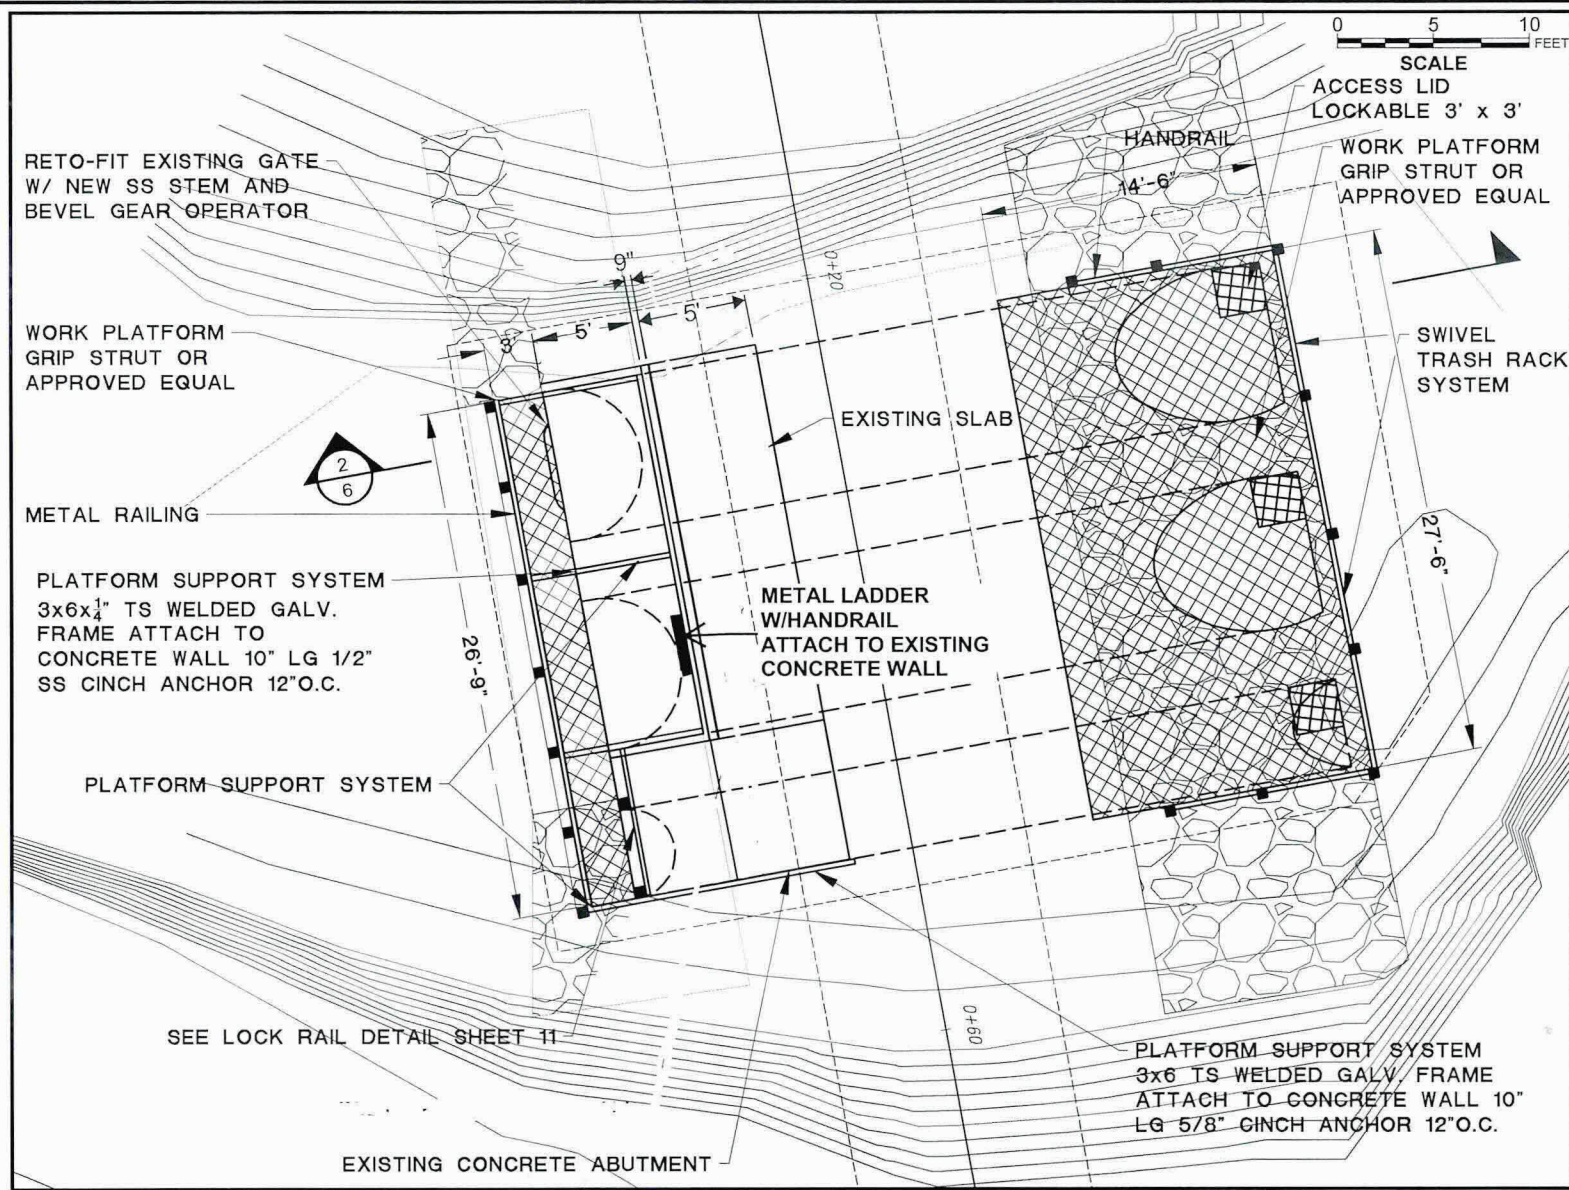 0 5 10
FEET
SCALE
ACCESS LID
LOCKABLE 3' x 3'
HANDRAIL
14'-6"
WORK PLATFORM
GRIP STRUT OR
APPROVED EQUAL
RETO-FIT EXISTING GATE
W/ NEW SS STEM AND
BEVEL GEAR OPERATOR
9"
0+20
5'
5'
3'
WORK PLATFORM
GRIP STRUT OR
APPROVED EQUAL
SWIVEL
TRASH RACK
SYSTEM
EXISTING SLAB
2
6
METAL RAILING
27'-6"
PLATFORM SUPPORT SYSTEM
3x6x¼" TS WELDED GALV.
FRAME ATTACH TO
CONCRETE WALL 10" LG 1/2"
SS CINCH ANCHOR 12"O.C.
METAL LADDER
W/HANDRAIL
ATTACH TO EXISTING
CONCRETE WALL
26'-9"
PLATFORM SUPPORT SYSTEM
SEE LOCK RAIL DETAIL SHEET 11
0+60
PLATFORM SUPPORT SYSTEM
3x6 TS WELDED GALV. FRAME
ATTACH TO CONCRETE WALL 10"
LG 5/8" CINCH ANCHOR 12"O.C.
EXISTING CONCRETE ABUTMENT